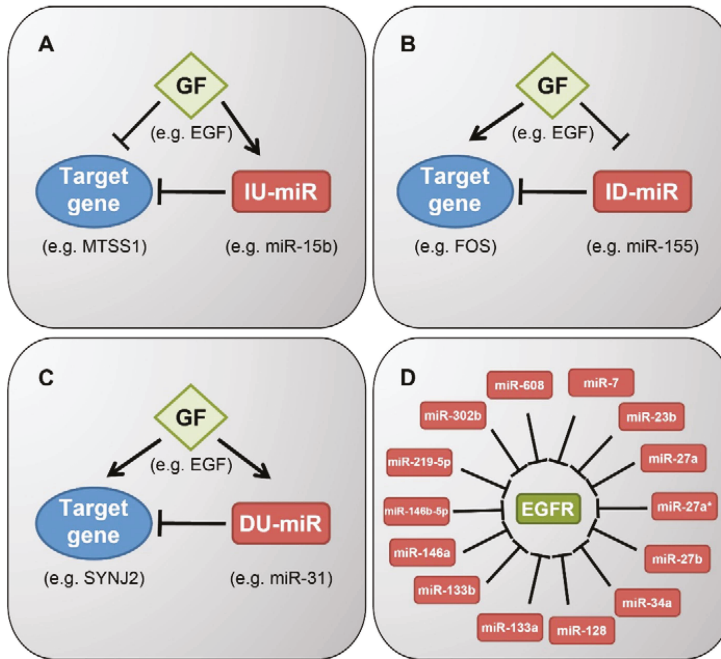 A
GF
(e.g. EGF)
Target
gene
IU-miR
(e.g. MTSS1)
(e.g. miR-15b)
B
GF
(e.g. EGF)
Target
gene
ID-miR
(e.g. FOS)
(e.g. miR-155)
C
GF
(e.g. EGF)
Target
gene
DU-miR
(e.g. SYNJ2)
(e.g. miR-31)
D
miR-608
miR-7
miR-302b
miR-23b
miR-219-5p
miR-27a
miR-146b-5p
EGFR
miR-27a*
miR-146a
miR-27b
miR-133b
miR-34a
miR-133a
miR-128